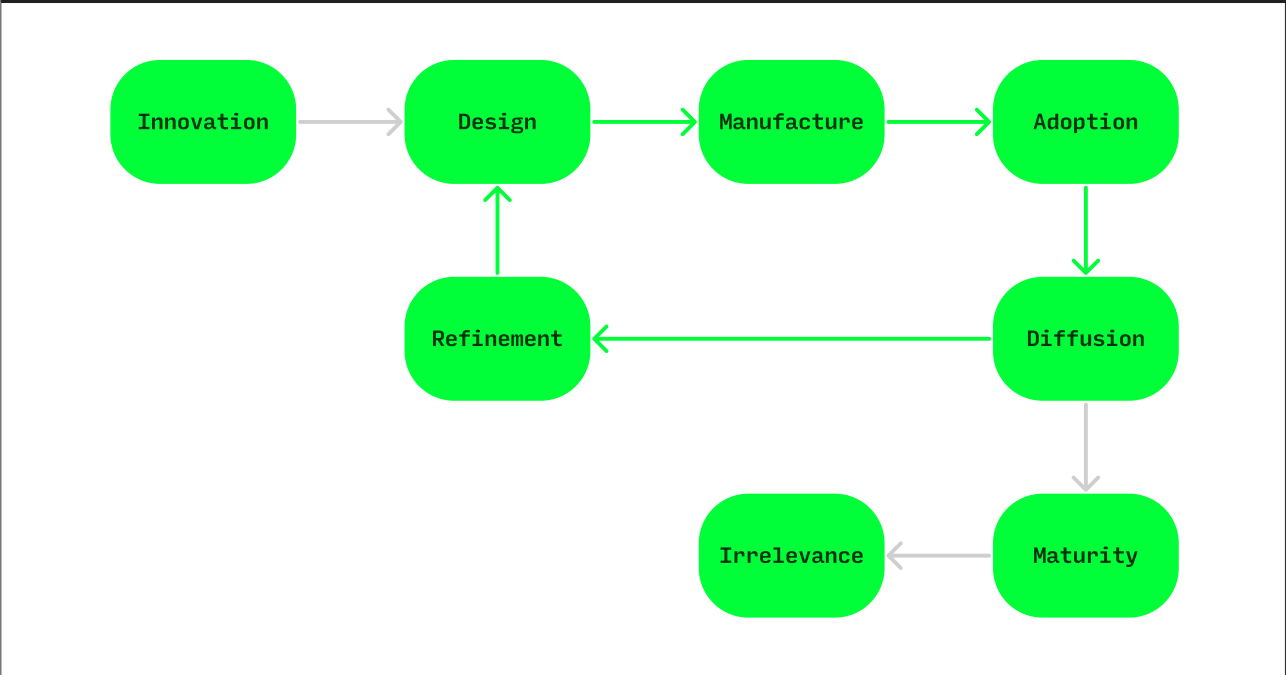 Innovation
Design
Manufacture
Adoption
Refinement
Diffusion
Irrelevance
Maturity